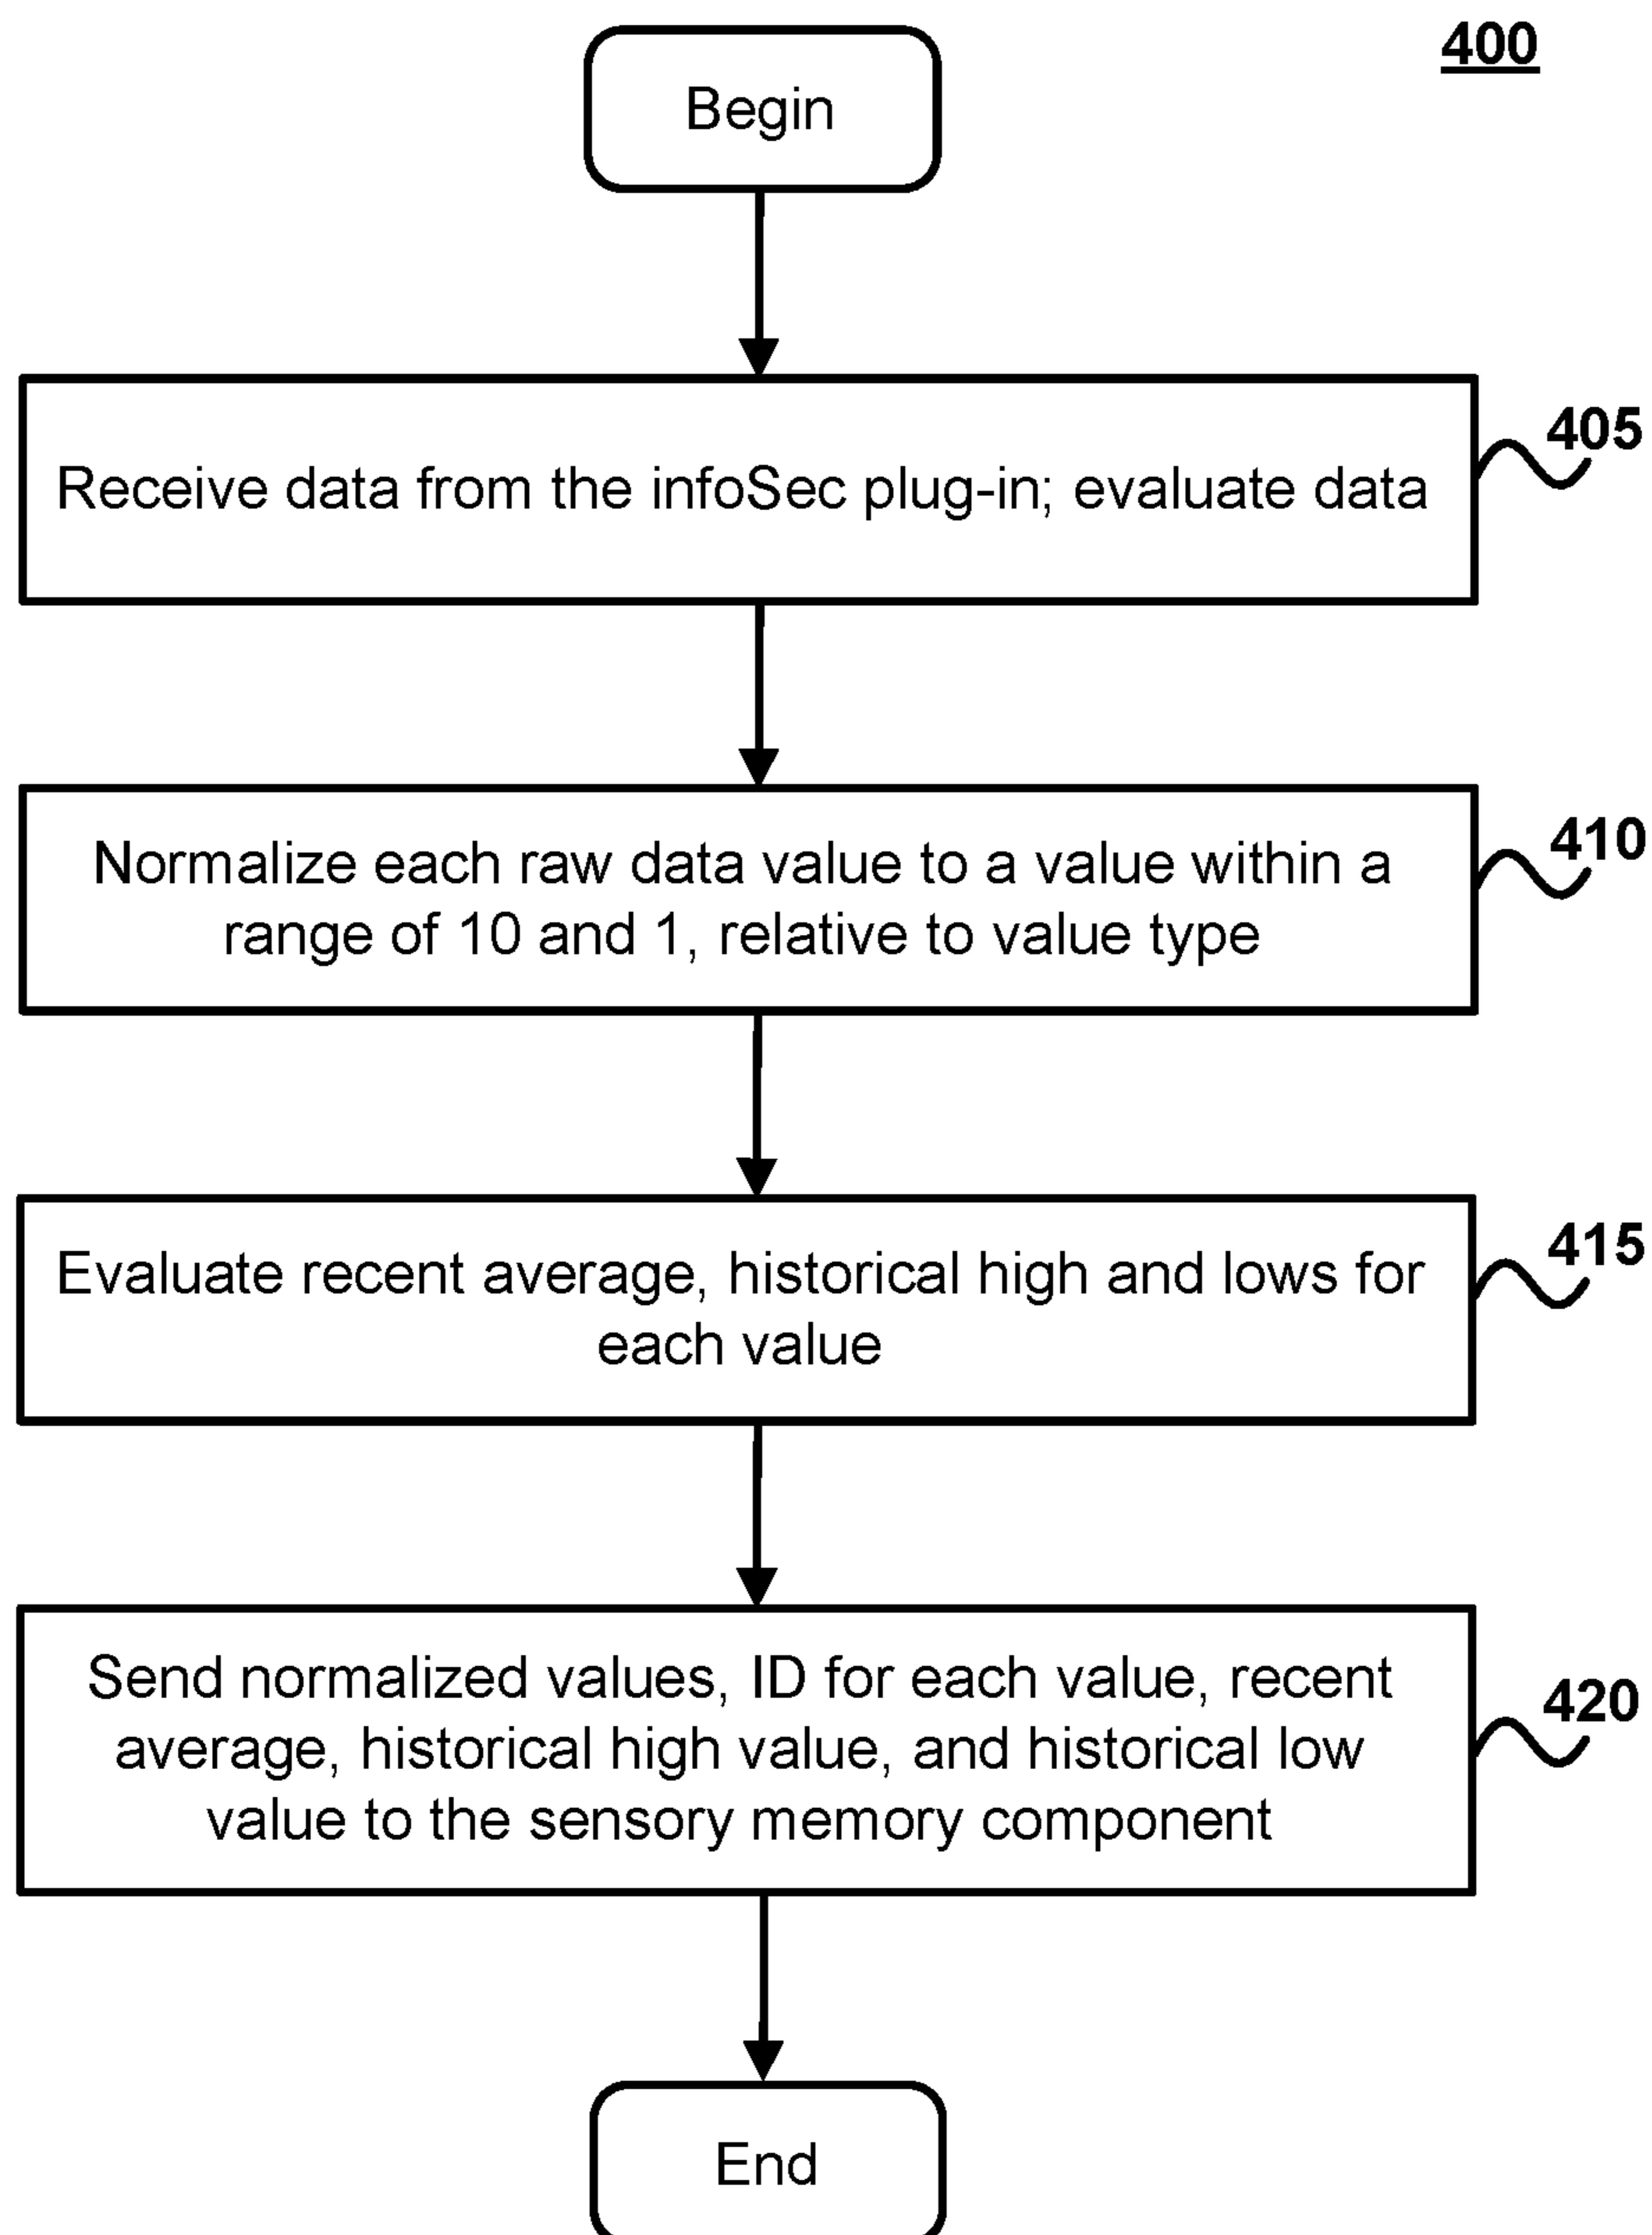 400
Begin
Receive data from the infoSec plug-in; evaluate data
405
Normalize each raw data value to a value within a
range of 10 and 1, relative to value type
410
Evaluate recent average, historical high and lows for
each value
415
Send normalized values, ID for each value, recent
average, historical high value, and historical low
value to the sensory memory component
420
End